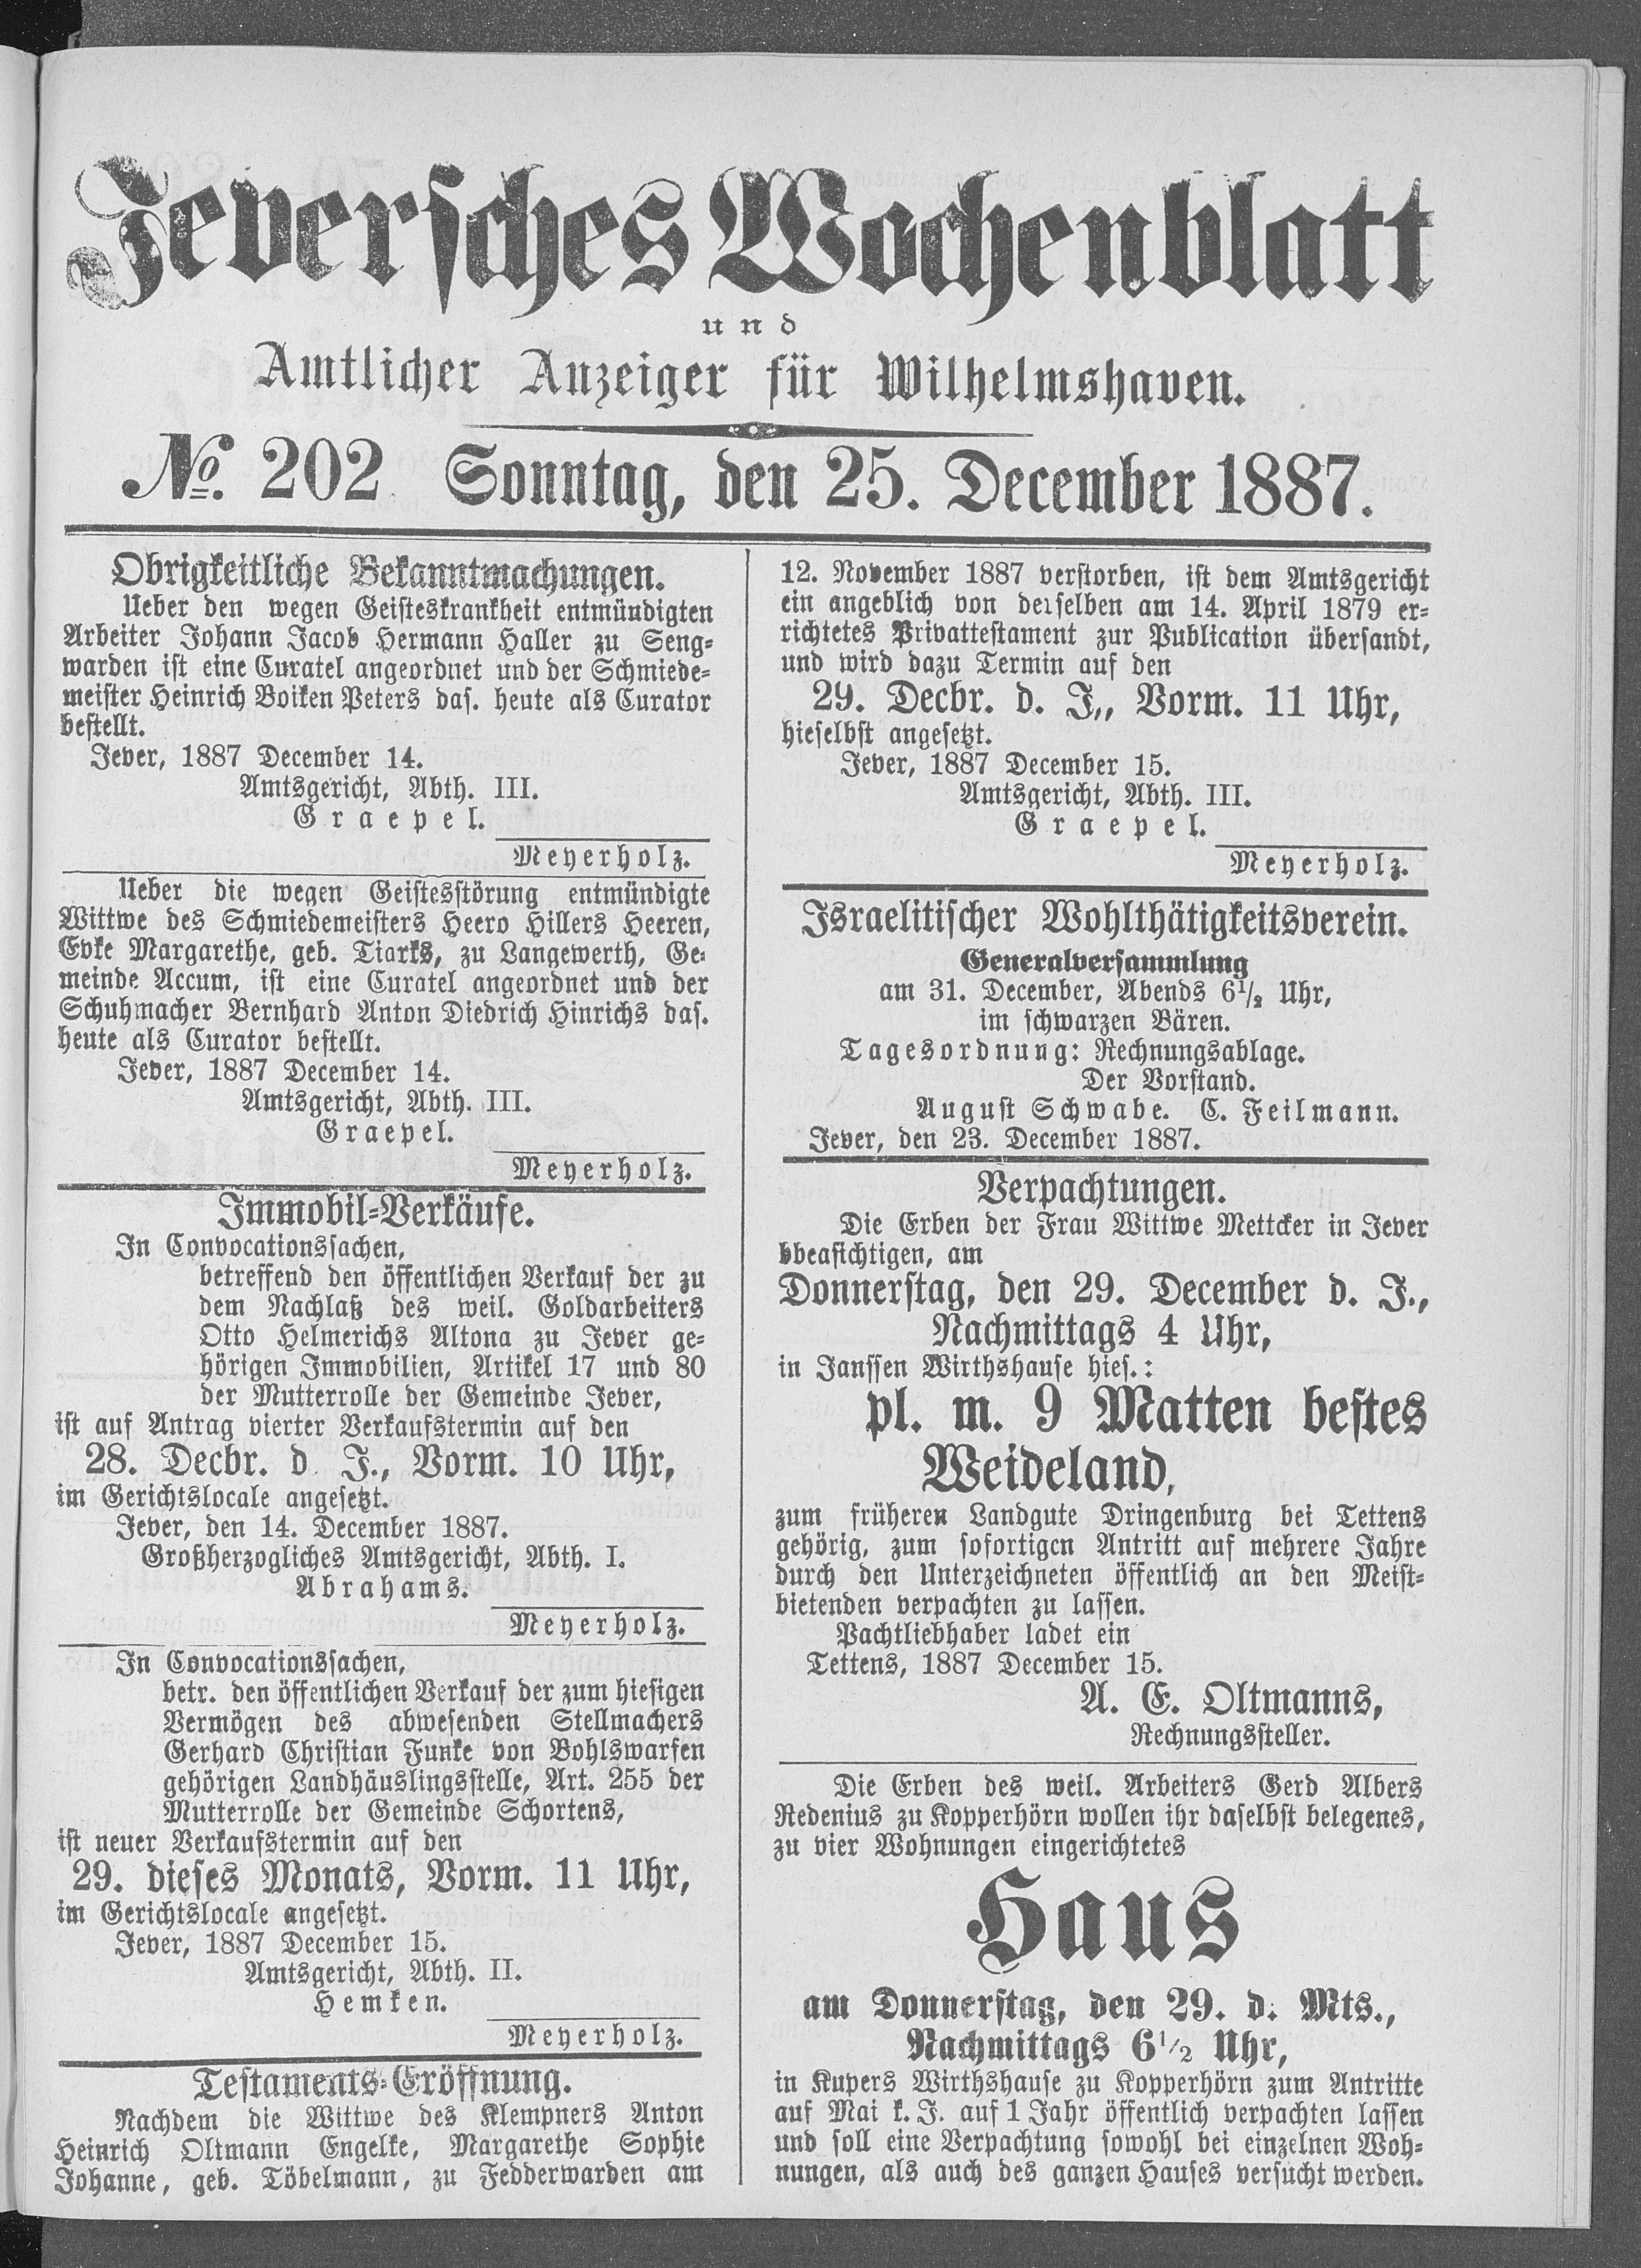 Jeversches Wochenblatt
und
Amtlicher Anzeiger für Wilhelmshaven.
No. 202 Sonntag, den 25. December 1887.
Obrigkeitliche Bekanntmachungen.
Ueber den wegen Geisteskrankheit entmündigten
Arbeiter Johann Jacob Hermann Haller zu Seng-
warden ist eine Curatel angeordnet und der Schmiede-
meister Heinrich Boiken Peters das. heute als Curator
bestellt.
Jever, 1887 December 14.
Amtsgericht, Abth. III.
Graepel.
Meyerholz.
Ueber die wegen Geistesstörung entmündigte
Wittwe des Schmiedemeisters Heero Hillers Heeren,
Evke Margarethe, geb. Tiarks, zu Langewerth, Ge-
meinde Accum, ist eine Curatel angeordnet und der
Schuhmacher Bernhard Anton Diedrich Hinrichs das.
heute als Curator bestellt.
Jever, 1887 December 14.
Amtsgericht, Abth. III.
Graepel.
Meyerholz.
Immobil-Verkäufe.
In Convocationssachen,
betreffend den öffentlichen Verkauf der zu
dem Nachlaß des weil. Goldarbeiters
Otto Helmerichs Altona zu Jever ge-
hörigen Immobilien, Artikel 17 und 80
der Mutterrolle der Gemeinde Jever,
ist auf Antrag vierter Verkaufstermin auf den
28. Decbr. d. J., Vorm. 10 Uhr,
im Gerichtslocale angesetzt.
Jever, den 14. December 1887.
Großherzogliches Amtsgericht, Abth. I.
Abrahams.
Meyerholz.
In Convocationssachen,
betr. den öffentlichen Verkauf der zum hiesigen
Vermögen des abwesenden Stellmachers
Gerhard Christian Funke von Bohlswarfen
gehörigen Landhäuslingsstelle, Art. 255 der
Mutterrolle der Gemeinde Schortens,
ist neuer Verkaufstermin auf den
29. dieses Monats, Vorm. 11 Uhr,
im Gerichtslocale angesetzt.
Jever, 1887 December 15.
Amtsgericht, Abth. II.
Hemken.
Meyerholz.
Testaments-Eröffnung.
Nachdem die Wittwe des Klempners Anton
Heinrich Oltmann Engelke, Margarethe Sophie
Johanne, geb. Töbelmann, zu Fedderwarden am
12. November 1887 verstorben, ist dem Amtsgericht
ein angeblich von derselben am 14. April 1879 er-
richtetes Privattestament zur Publication übersandt,
und wird dazu Termin auf den
29. Decbr. d. J., Vorm. 11 Uhr,
hieselbst angesetzt.
Jever, 1887 December 15.
Amtsgericht, Abth. III.
Graepel.
Meyerholz.
Israelitischer Wohlthätigkeitsverein.
Generalversammlung
am 31. December, Abends 6 1/2 Uhr,
im schwarzen Bären.
Tagesordnung: Rechnungsablage.
Der Vorstand.
August Schwabe. C. Feilmann.
Jever, den 23. December 1887.
Verpachtungen.
Die Erben der Frau Wittwe Mettcker in Jever
bbeasichtigen, am
Donnerstag, den 29. December d. J.,
Nachmittags 4 Uhr,
in Janssen Wirthshause hies.:
pl. m. 9 Matten bestes
Weideland,
zum früheren Landgute Dringenburg bei Tettens
gehörig, zum sofortigen Antritt auf mehrere Jahre
durch den Unterzeichneten öffentlich an den Meist-
bietenden verpachten zu lassen.
Pachtliebhaber ladet ein
Tettens, 1887 December 15.
A. E. Oltmanns,
Rechnungssteller.
Die Erben des weil. Arbeiters Gerd Albers
Redenius zu Kopperhörn wollen ihr daselbst belegenes,
zu vier Wohnungen eingerichtetes
Haus
am Donnerstag, den 29. d. Mts.,
Nachmittags 6 1/2 Uhr,
in Kupers Wirthshause zu Kopperhörn zum Antritte
auf Mai k. J. auf 1 Jahr öffentlich verpachten lassen
und soll eine Verpachtung sowohl bei einzelnen Woh-
nungen, als auch des ganzen Hauses versucht werden.